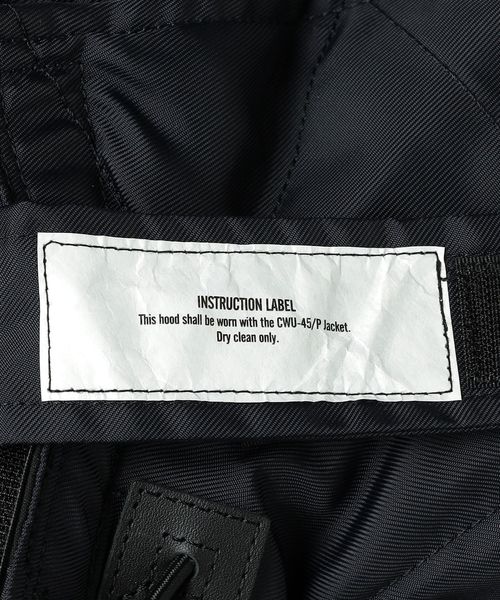 INSTRUCTION LABEL
This hood shall be worn with the CWU-45/P Jacket.
Dry clean only.